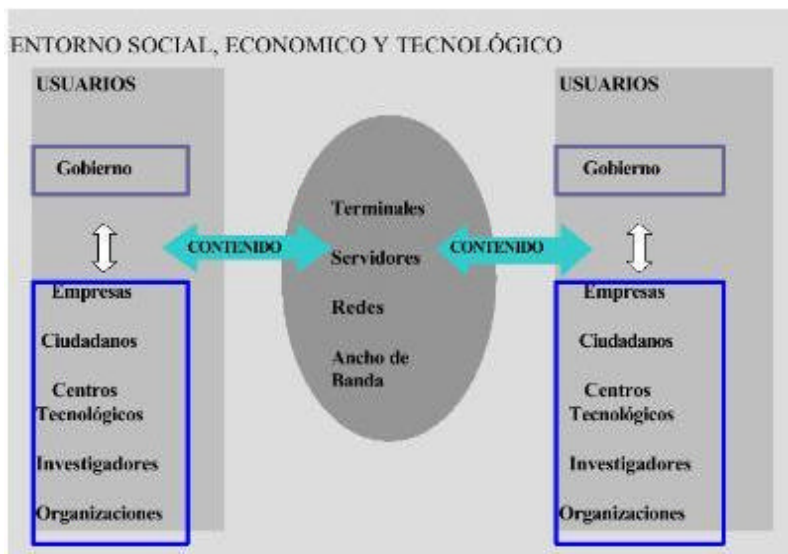 ENTORNO SOCIAL, ECONOMICO Y TECNOLÓGICO
USUARIOS
Gobierno
CONTENIDO
Empresas
Ciudadanos
Centros
Tecnológicos
Investigadores
Organizaciones
Terminales
Servidores
Redes
Ancho de
Banda
CONTENIDO
USUARIOS
Gobierno
Empresas
Ciudadanos
Centros
Tecnológicos
Investigadores
Organizaciones